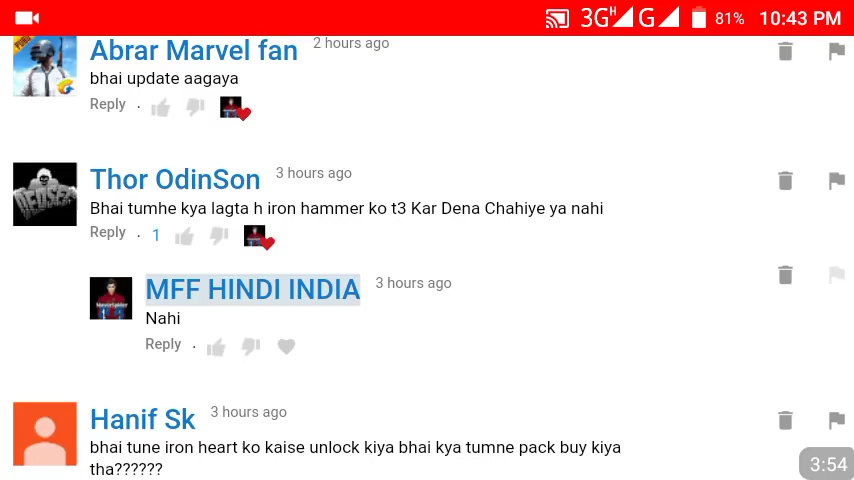 3G H G 81% 10:43 PM
Abrar Marvel fan 2 hours ago
bhai update aagaya
Reply .
Thor OdinSon 3 hours ago
Bhai tumhe kya lagta h iron hammer ko t3 Kar Dena Chahiye ya nahi
Reply . 1
MFF HINDI INDIA 3 hours ago
Nahi
Reply .
Hanif Sk 3 hours ago
bhai tune iron heart ko kaise unlock kiya bhai kya tumne pack buy kiya
tha??????
3:54